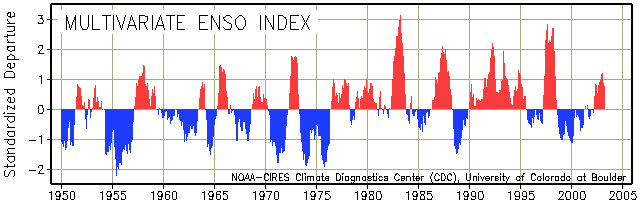 MULTIVARIATE ENSO INDEX
Standardized Departure
3
2
1
0
−1
−2
NOAA−CIRES Climate Diagnostics Center (CDC), University of Colorado at Boulder
1950 1955 1960 1965 1970 1975 1980 1985 1990 1995 2000 2005